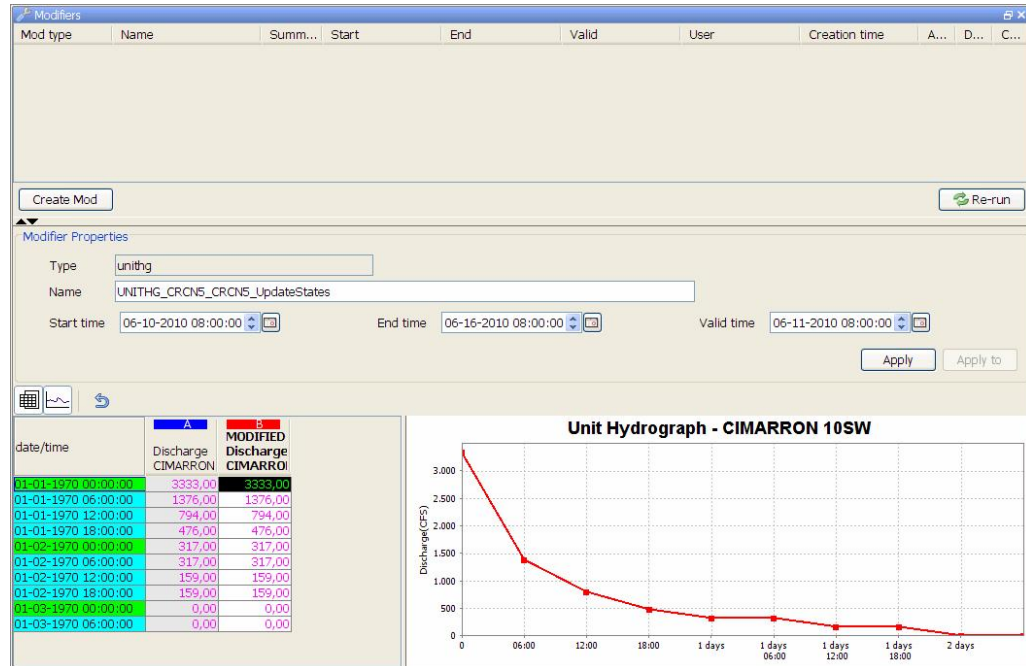 Modifiers
Mod type Name Summ... Start End Valid User Creation time A... D... C...
Create Mod Re-run
Modifier Properties
Type unithg
Name UNITHG_CRCN5_CRCN5_UpdateStates
Start time 06-10-2010 08:00:00 End time 06-16-2010 08:00:00 Valid time 06-11-2010 08:00:00
Apply Apply to
A B
date/time Discharge CIMARRON MODIFIED Discharge CIMARRO
01-01-1970 00:00:00 3333,00 3333,00
01-01-1970 06:00:00 1376,00 1376,00
01-01-1970 12:00:00 794,00 794,00
01-01-1970 18:00:00 476,00 476,00
01-02-1970 00:00:00 317,00 317,00
01-02-1970 06:00:00 317,00 317,00
01-02-1970 12:00:00 159,00 159,00
01-02-1970 18:00:00 159,00 159,00
01-03-1970 00:00:00 0,00 0,00
01-03-1970 06:00:00 0,00 0,00
Unit Hydrograph - CIMARRON 10SW
Discharge(CFS)
3.000
2.500
2.000
1.500
1.000
500
0
0 06:00 12:00 18:00 1 days 1 days 06:00 1 days 12:00 1 days 18:00 2 days